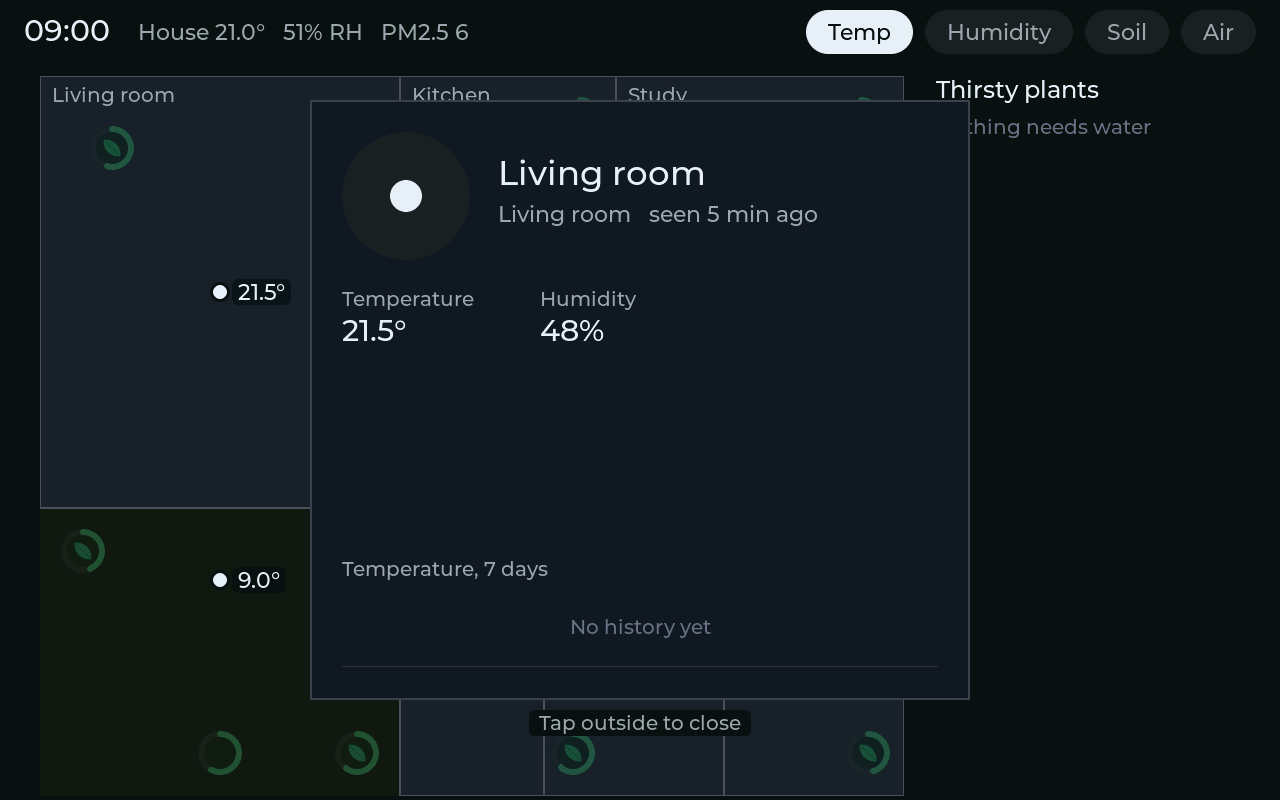 09:00 House 21.0° 51% RH PM2.5 6 Temp Humidity Soil Air
Living room Kitchen Study Thirsty plants
thing needs water
Living room
Living room seen 5 min ago
21.5°
Temperature Humidity
21.5° 48%
Temperature, 7 days
9.0°
No history yet
Tap outside to close